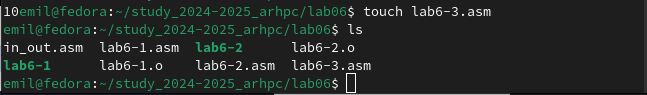 10emil@fedora:~/study_2024-2025_arhpc/lab06$ touch lab6-3.asm
emil@fedora:~/study_2024-2025_arhpc/lab06$ ls
in_out.asm  lab6-1.asm  lab6-2      lab6-2.o
lab6-1      lab6-1.o    lab6-2.asm  lab6-3.asm
emil@fedora:~/study_2024-2025_arhpc/lab06$